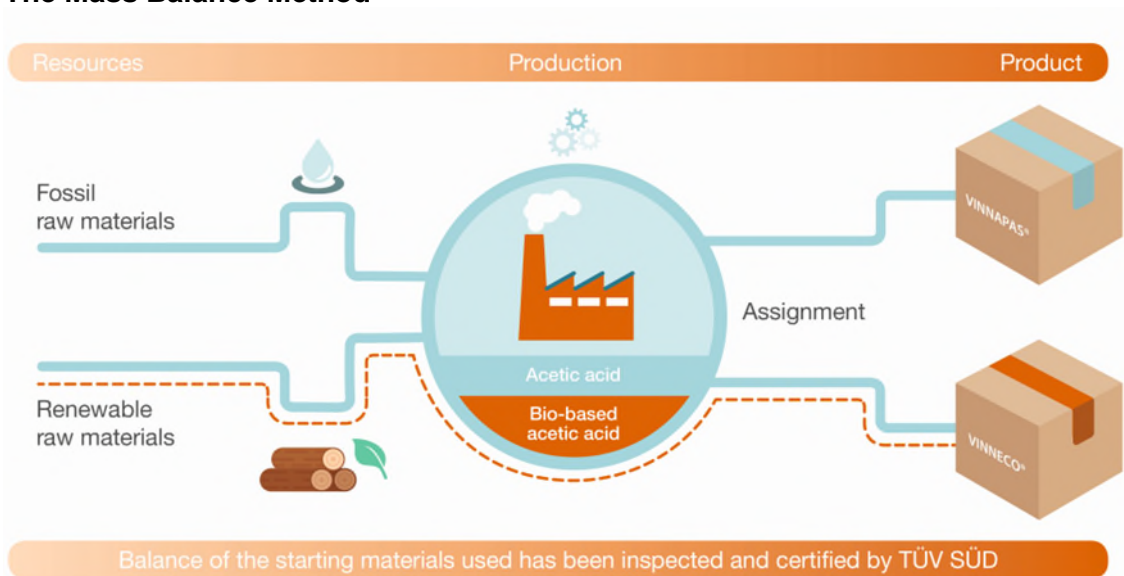 The Mass Balance Method
Resources
Production
Product
Fossil
raw materials
VINNAPAS®
Assignment
Acetic acid
Bio-based
acetic acid
Renewable
raw materials
VINNECO®
Balance of the starting materials used has been inspected and certified by TÜV SÜD